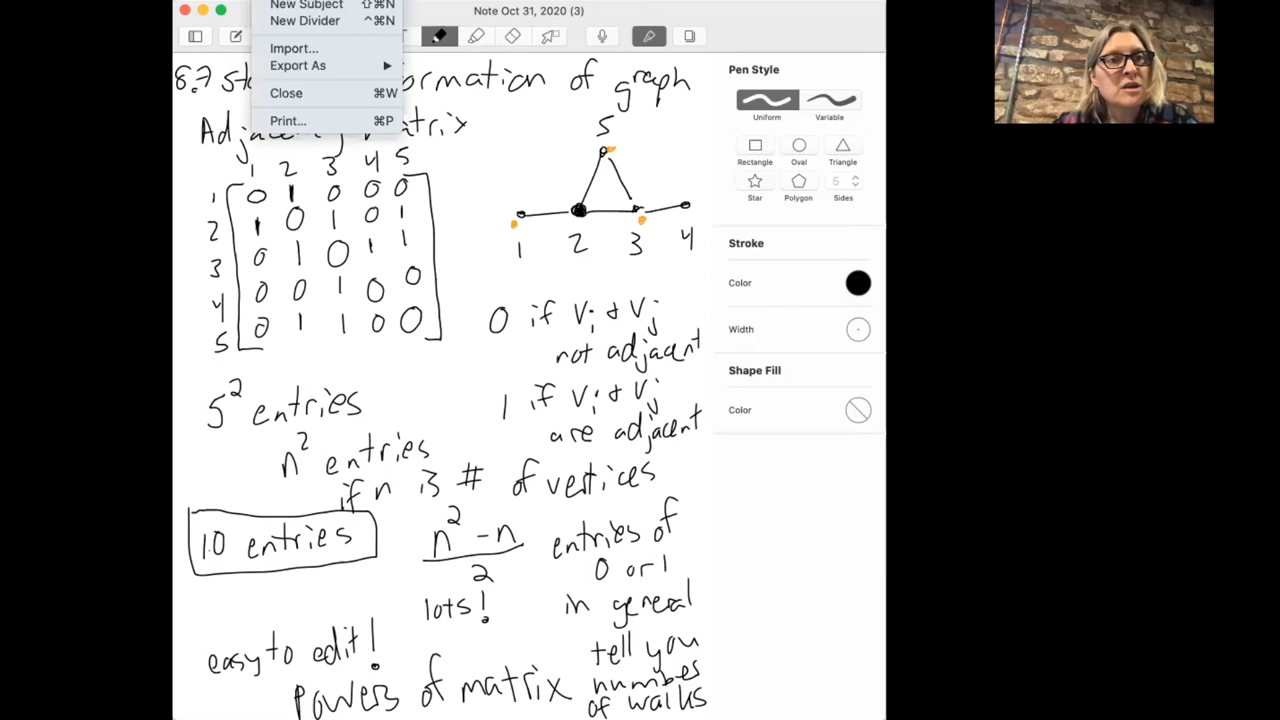 Note Oct 31, 2020 (3)
New Subject ⇧⌘N
New Divider ^⌘N
Import...
Export As ▶
Close ⌘W
Print... ⌘P
8.7 of graph
matrix
1 2 3 4 5
1 0 1 0 0 0
2 1 0 1 0 1
3 0 1 0 1 1
4 0 0 1 0 0
5 0 1 1 0 0
5
1 2 3 4
0 if Vi + Vj
not adjacent
1 if Vi + Vj
are adjacent
5² entries
n² entries
if n is # of vertices
10 entries
n² - n
2
entries of
0 or 1
in general
lots!
easy to edit!
Powers of matrix
tell you
numbes
of walks
Pen Style
Uniform Variable
Rectangle Oval Triangle
5
Star Polygon Sides
Stroke
Color
Width
Shape Fill
Color